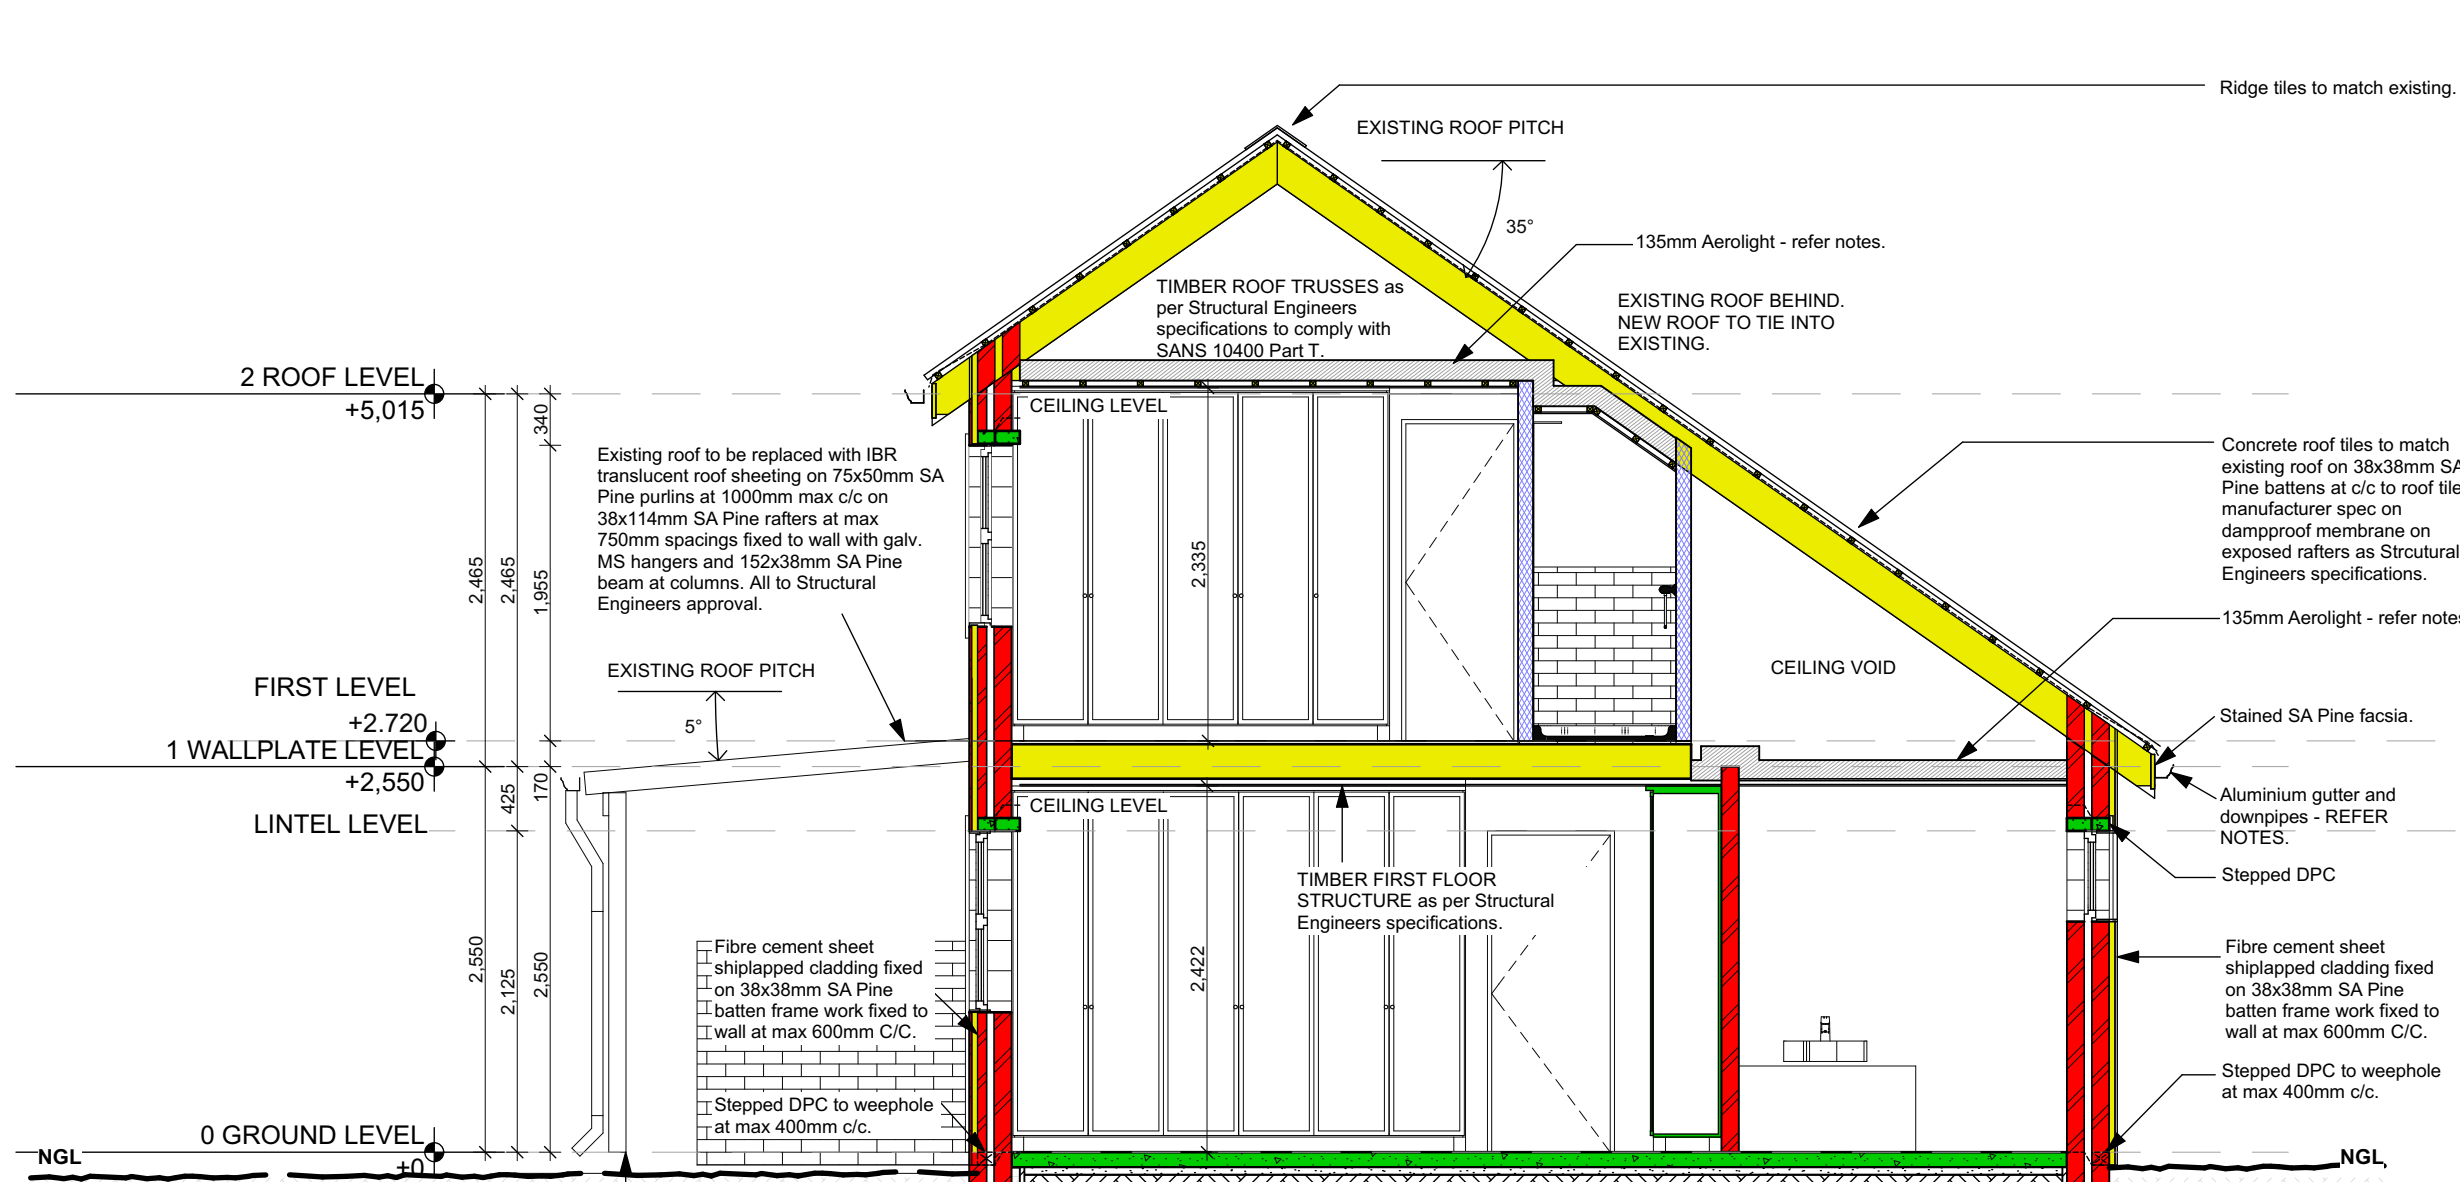 Ridge tiles to match existing.
EXISTING ROOF PITCH
35°
135mm Aerolight - refer notes.
TIMBER ROOF TRUSSES as
per Structural Engineers
specifications to comply with
SANS 10400 Part T.
EXISTING ROOF BEHIND.
NEW ROOF TO TIE INTO
EXISTING.
2 ROOF LEVEL
+5,015
340
CEILING LEVEL
Existing roof to be replaced with IBR
translucent roof sheeting on 75x50mm SA
Pine purlins at 1000mm max c/c on
38x114mm SA Pine rafters at max
750mm spacings fixed to wall with galv.
MS hangers and 152x38mm SA Pine
beam at columns. All to Structural
Engineers approval.
Concrete roof tiles to match
existing roof on 38x38mm SA
Pine battens at c/c to roof tile
manufacturer spec on
dampproof membrane on
exposed rafters as Strcutural
Engineers specifications.
2,465
2,465
1,955
2,335
135mm Aerolight - refer notes
EXISTING ROOF PITCH
5°
CEILING VOID
FIRST LEVEL
+2.720
1 WALLPLATE LEVEL
+2,550
425
170
Stained SA Pine facsia.
CEILING LEVEL
Aluminium gutter and
downpipes - REFER
NOTES.
LINTEL LEVEL
Stepped DPC
TIMBER FIRST FLOOR
STRUCTURE as per Structural
Engineers specifications.
2,550
2,125
2,550
2,422
Fibre cement sheet
shiplapped cladding fixed
on 38x38mm SA Pine
batten frame work fixed to
wall at max 600mm C/C.
Fibre cement sheet
shiplapped cladding fixed
on 38x38mm SA Pine
batten frame work fixed to
wall at max 600mm C/C.
Stepped DPC to weephole
at max 400mm c/c.
Stepped DPC to weephole
at max 400mm c/c.
0 GROUND LEVEL
+0
NGL
NGL